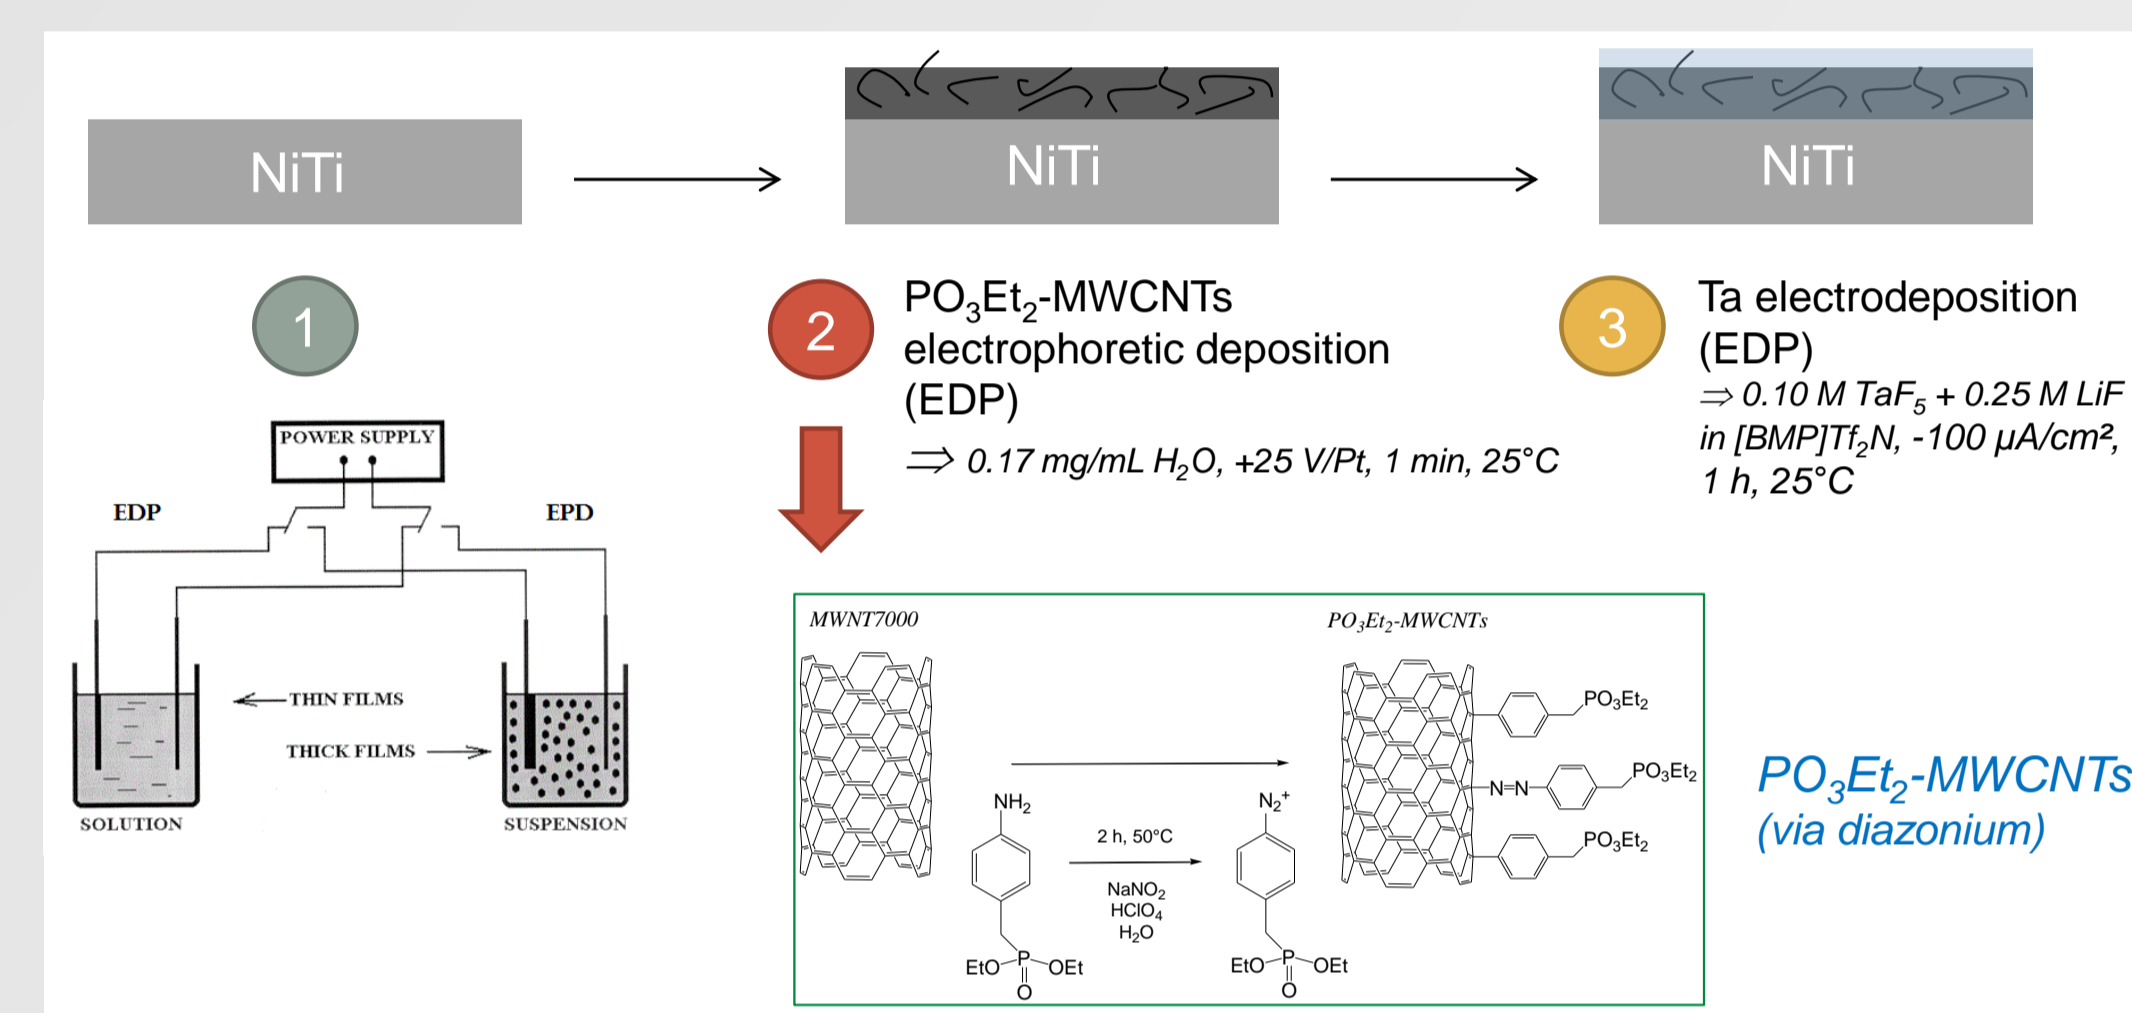 NiTi
NiTi
NiTi
1
2
PO₃Et₂-MWCNTs
electrophoretic deposition
(EDP)
⇒ 0.17 mg/mL H₂O, +25 V/Pt, 1 min, 25°C
3
Ta electrodeposition
(EDP)
⇒ 0.10 M TaF₅ + 0.25 M LiF
in [BMP]Tf₂N, -100 µA/cm²,
1 h, 25°C
POWER SUPPLY
EDP
EPD
THIN FILMS
THICK FILMS
SOLUTION
SUSPENSION
MWNT7000
PO₃Et₂-MWCNTs
NH₂
2 h, 50°C
NaNO₂
HClO₄
H₂O
EtO P OEt
O
N₂⁺
EtO P OEt
O
PO₃Et₂
N=N
PO₃Et₂
PO₃Et₂
PO₃Et₂-MWCNTs
(via diazonium)